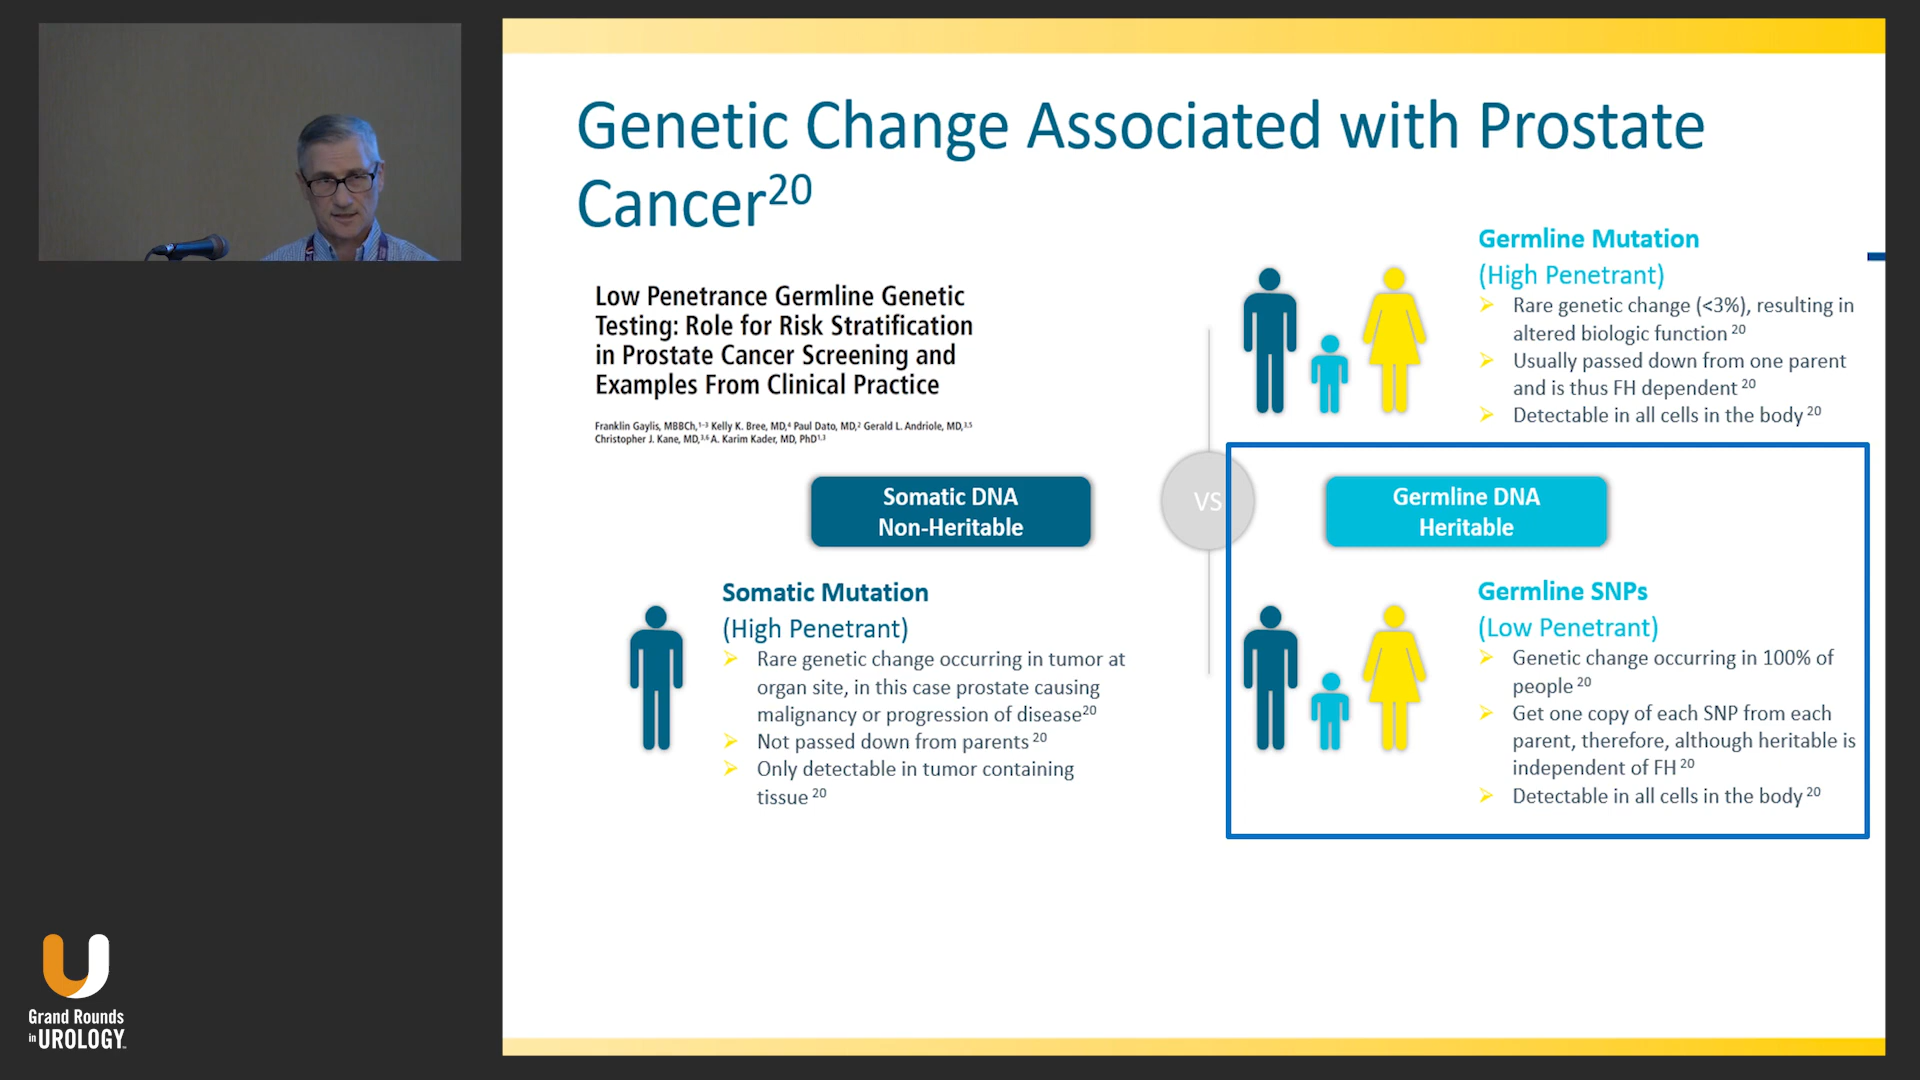 Genetic Change Associated with Prostate
Cancer20
Low Penetrance Germline Genetic
Testing: Role for Risk Stratification
in Prostate Cancer Screening and
Examples From Clinical Practice
Franklin Gaylis, MBBCh,1-3 Kelly K. Bree, MD,4 Paul Dato, MD,2 Gerald L. Andriole, MD,3,5
Christopher J. Kane, MD,3,6 A. Karim Kader, MD, PhD1,3
Germline Mutation
(High Penetrant)
Rare genetic change (<3%), resulting in
altered biologic function 20
Usually passed down from one parent
and is thus FH dependent 20
Detectable in all cells in the body 20
Somatic DNA
Non-Heritable
VS
Germline DNA
Heritable
Somatic Mutation
(High Penetrant)
Rare genetic change occurring in tumor at
organ site, in this case prostate causing
malignancy or progression of disease20
Not passed down from parents 20
Only detectable in tumor containing
tissue 20
Germline SNPs
(Low Penetrant)
Genetic change occurring in 100% of
people 20
Get one copy of each SNP from each
parent, therefore, although heritable is
independent of FH 20
Detectable in all cells in the body 20
Grand Rounds
in UROLOGY